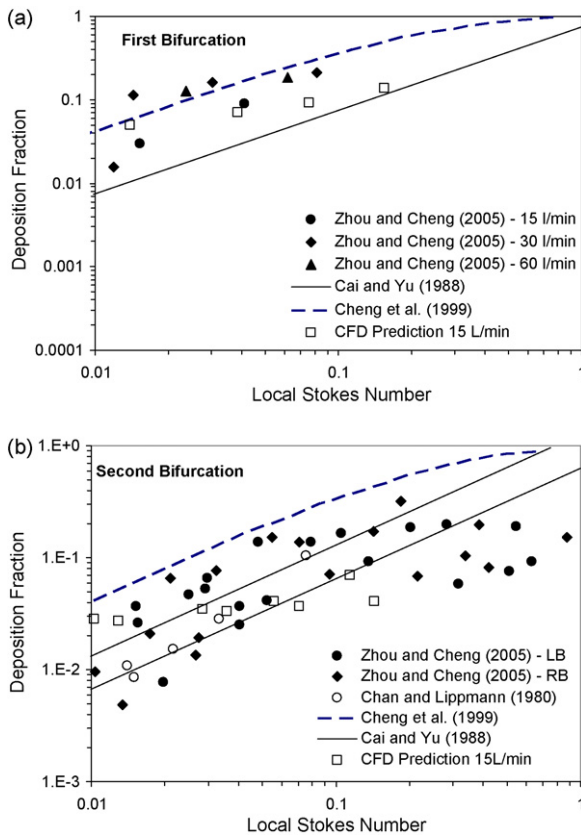 (a)
First Bifurcation
Deposition Fraction
1
0.1
0.01
0.001
0.0001
Zhou and Cheng (2005) - 15 l/min
Zhou and Cheng (2005) - 30 l/min
Zhou and Cheng (2005) - 60 l/min
Cai and Yu (1988)
Cheng et al. (1999)
CFD Prediction 15 L/min
0.01 0.1 1
Local Stokes Number
(b)
Second Bifurcation
Deposition Fraction
1.E+0
1.E-1
1.E-2
1.E-3
Zhou and Cheng (2005) - LB
Zhou and Cheng (2005) - RB
Chan and Lippmann (1980)
Cheng et al. (1999)
Cai and Yu (1988)
CFD Prediction 15L/min
0.01 0.1 1
Local Stokes Number